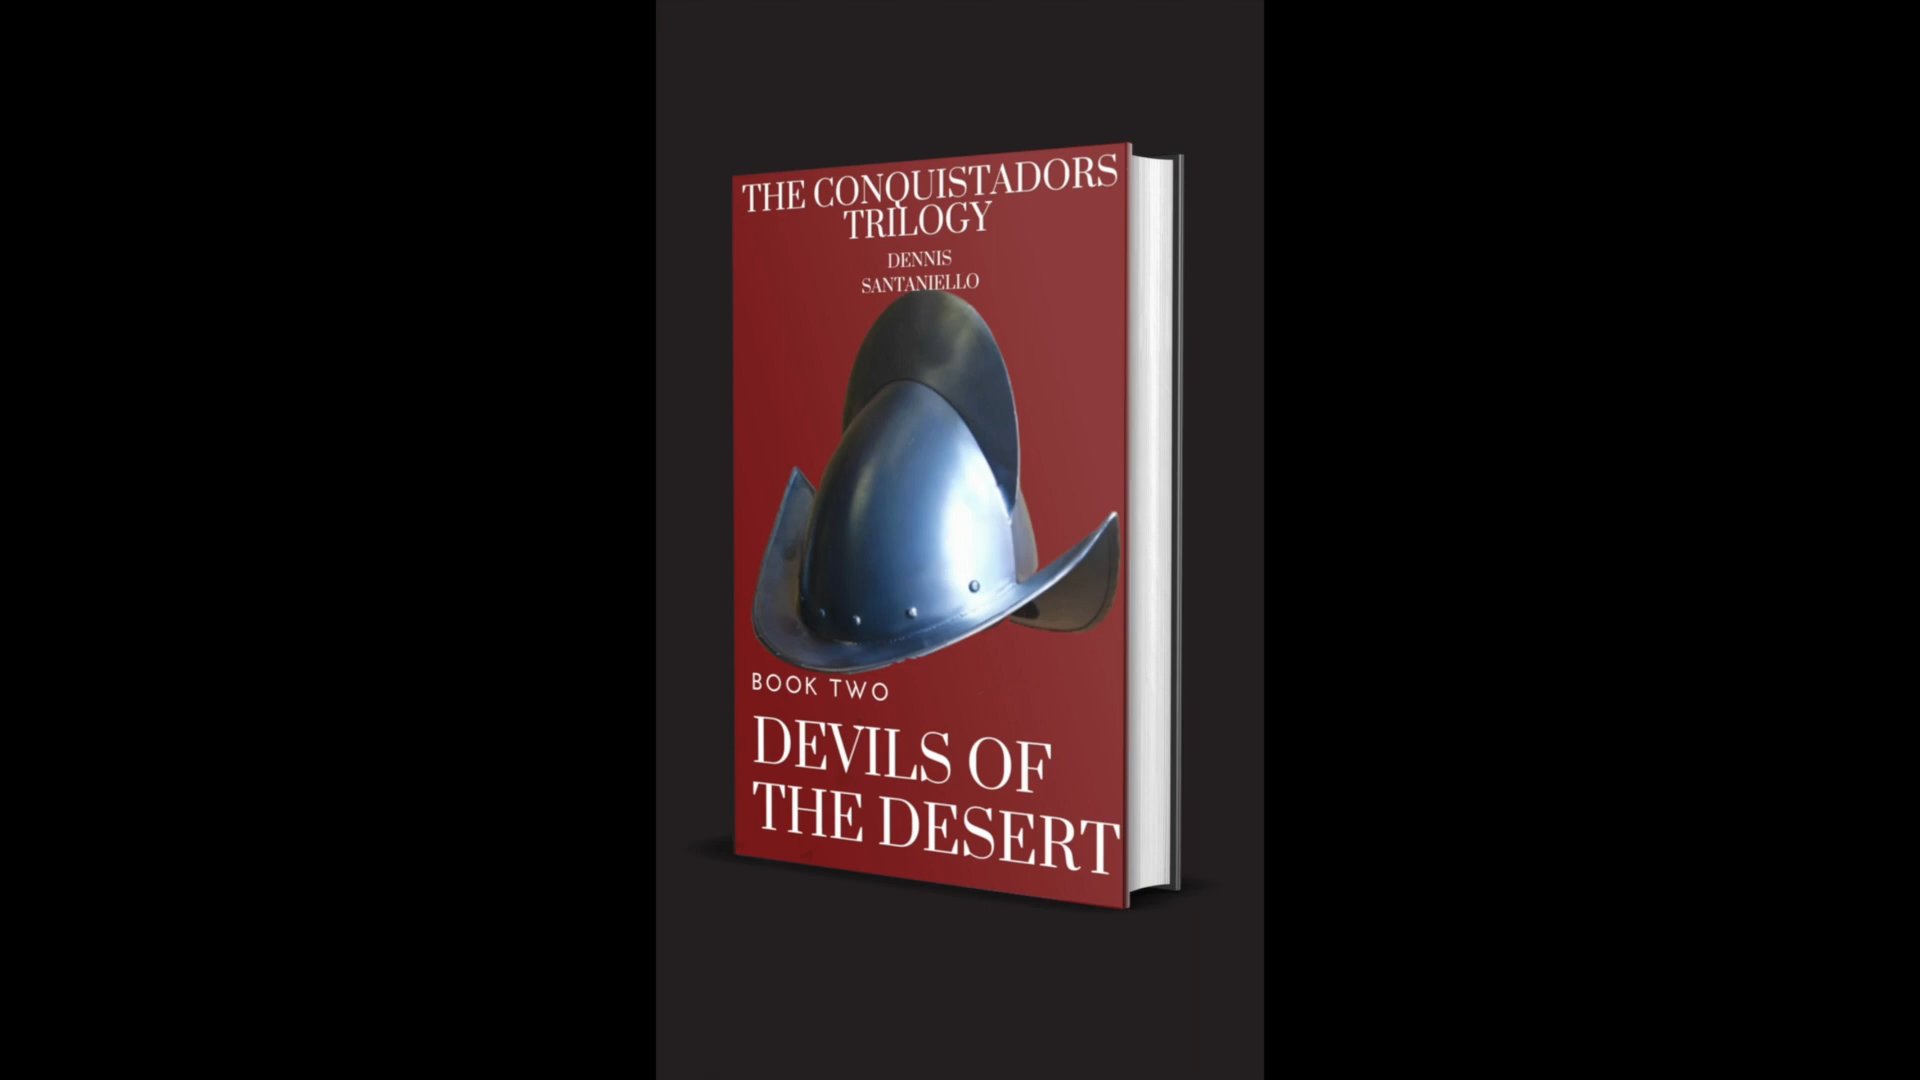 THE CONQUISTADORS
TRILOGY
DENNIS
SANTANIELLO
BOOK TWO
DEVILS OF
THE DESERT